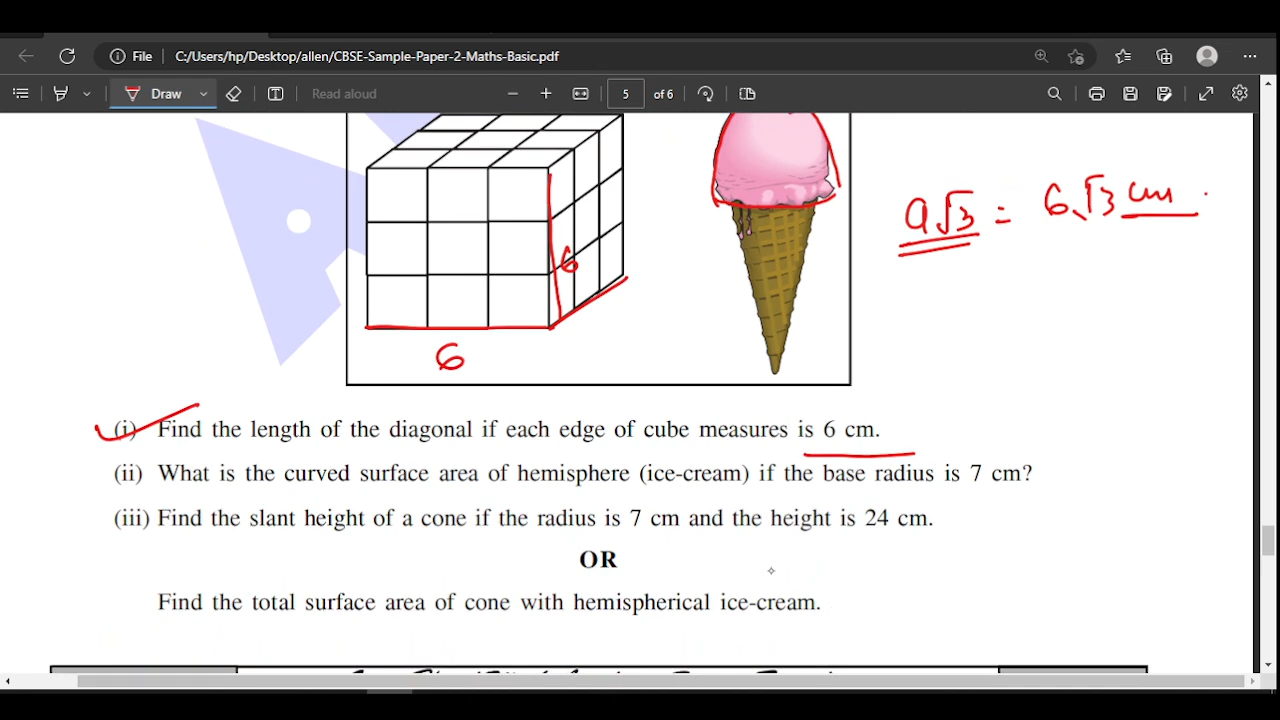 File C:/Users/hp/Desktop/allen/CBSE-Sample-Paper-2-Maths-Basic.pdf
Draw Read aloud 5 of 6
a√3 = 6√3 cm
6
6
(i) Find the length of the diagonal if each edge of cube measures is 6 cm.
(ii) What is the curved surface area of hemisphere (ice-cream) if the base radius is 7 cm?
(iii) Find the slant height of a cone if the radius is 7 cm and the height is 24 cm.
OR
Find the total surface area of cone with hemispherical ice-cream.